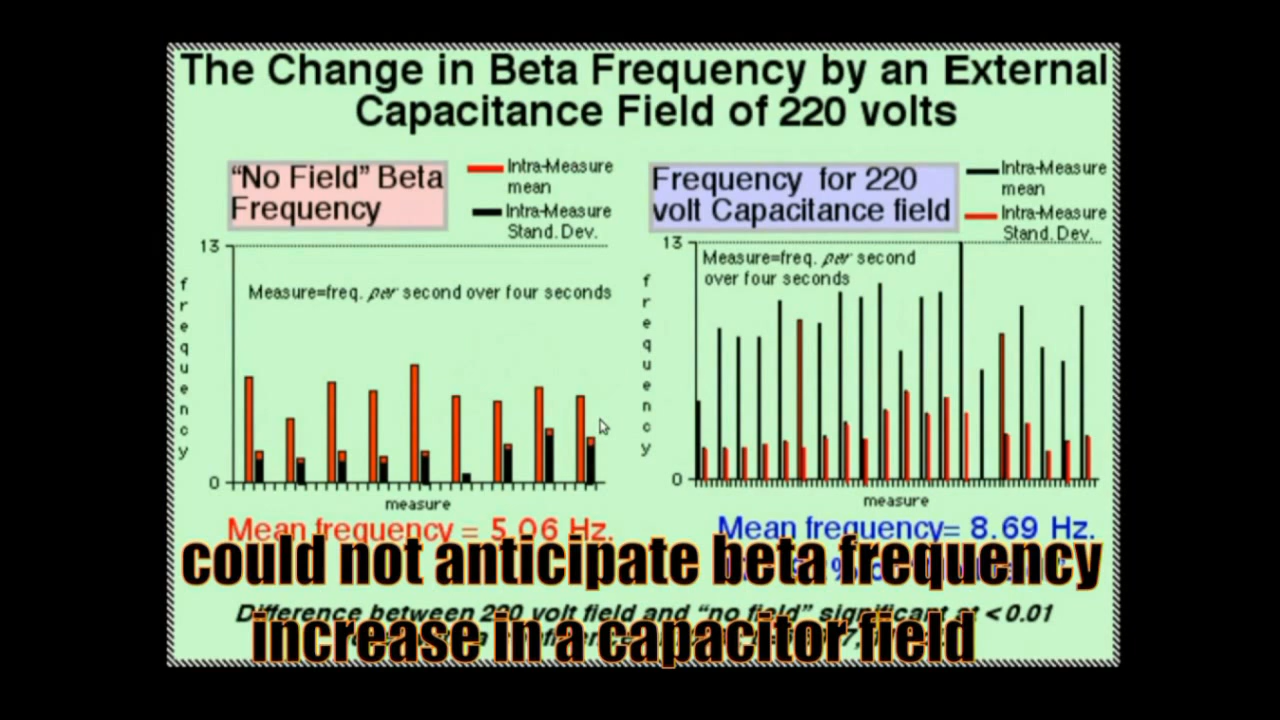 The Change in Beta Frequency by an External
Capacitance Field of 220 volts
“No Field” Beta
Frequency
Intra-Measure
mean
Intra-Measure
Stand. Dev.
Frequency for 220
volt Capacitance field
Intra-Measure
mean
Intra-Measure
Stand. Dev.
13
Measure=freq. per second over four seconds
frequency
0
measure
13
Measure=freq. per second
over four seconds
frequency
0
measure
Mean frequency = 5.06 Hz.
Mean frequency= 8.69 Hz.
could not anticipate beta frequency
Difference between 220 volt field and “no field” significant at <0.01
increase in a capacitor field